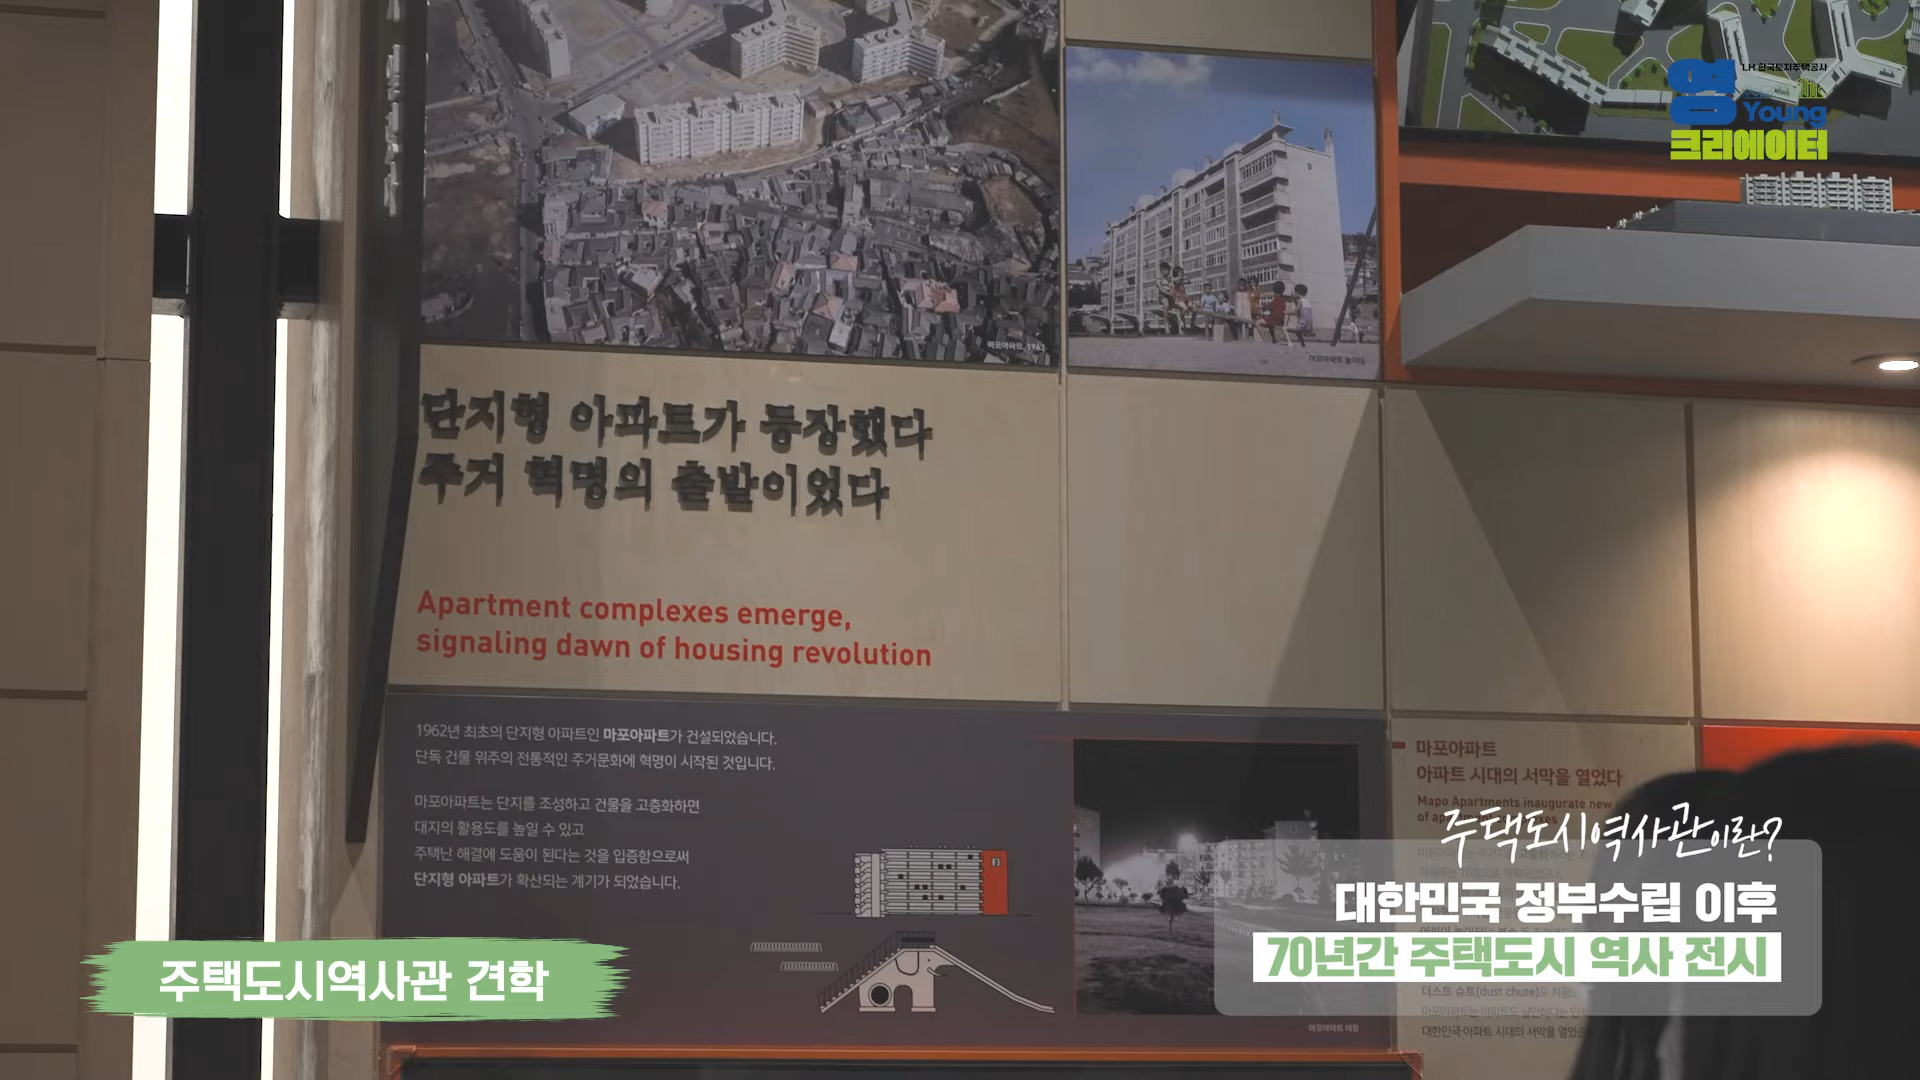 LH 한국토지주택공사
영
Young
크리에이터
마포아파트, 1963
마포아파트 놀이터
단지형 아파트가 등장했다
주거 혁명의 출발이었다
Apartment complexes emerge,
signaling dawn of housing revolution
1962년 최초의 단지형 아파트인 마포아파트가 건설되었습니다.
단독 건물 위주의 전통적인 주거문화에 혁명이 시작된 것입니다.
마포아파트는 단지를 조성하고 건물을 고층화하면
대지의 활용도를 높일 수 있고
주택난 해결에 도움이 된다는 것을 입증함으로써
단지형 아파트가 확산되는 계기가 되었습니다.
3
마포아파트 야경
마포아파트
아파트 시대의 서막을 열었다
Mapo Apartments inaugurate new
of
더스트 슈트(dust chute)도
대한민국 아파트 시대의 서막을
주택도시역사관이란?
대한민국 정부수립 이후
70년간 주택도시 역사 전시
주택도시역사관 견학